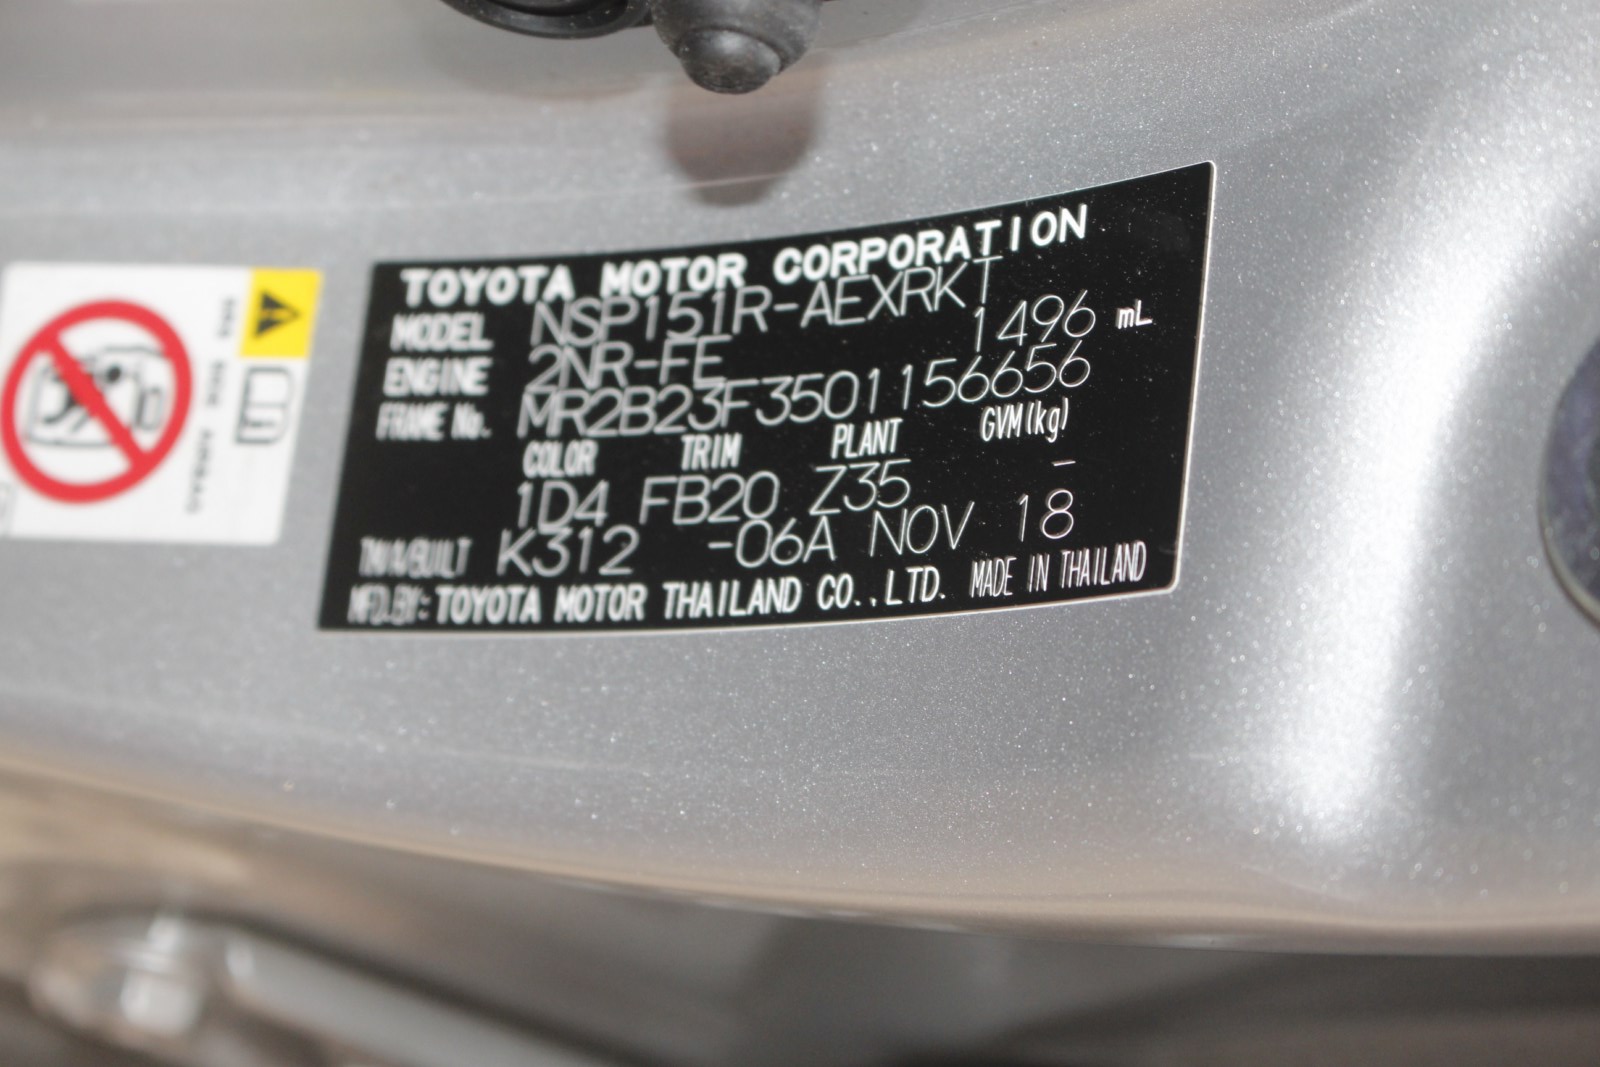 TOYOTA MOTOR CORPORATION
MODEL NSP151R-AEXRKT
ENGINE 2NR-FE 1496 mL
FRAME No. MR2B23F3501156656
COLOR TRIM PLANT GVM(kg)
1D4 FB20 Z35 -
TM/A/BUILT K312 -06A NOV 18
MFD.BY: TOYOTA MOTOR THAILAND CO.,LTD. MADE IN THAILAND